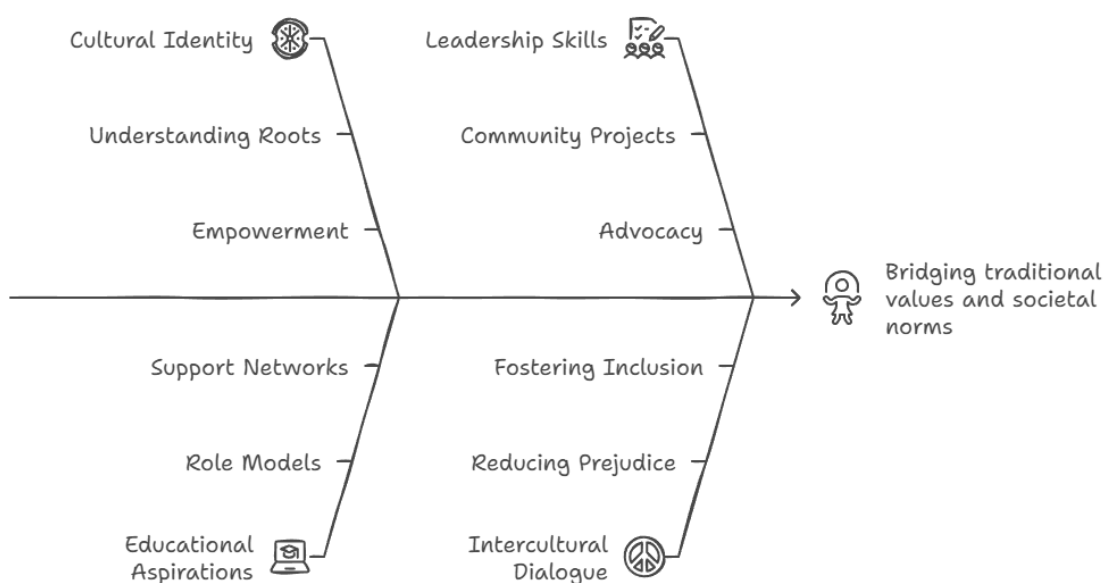 Cultural Identity
Leadership Skills
Understanding Roots
Community Projects
Empowerment
Advocacy
Bridging traditional
values and societal
norms
Support Networks
Fostering Inclusion
Role Models
Reducing Prejudice
Educational
Aspirations
Intercultural
Dialogue